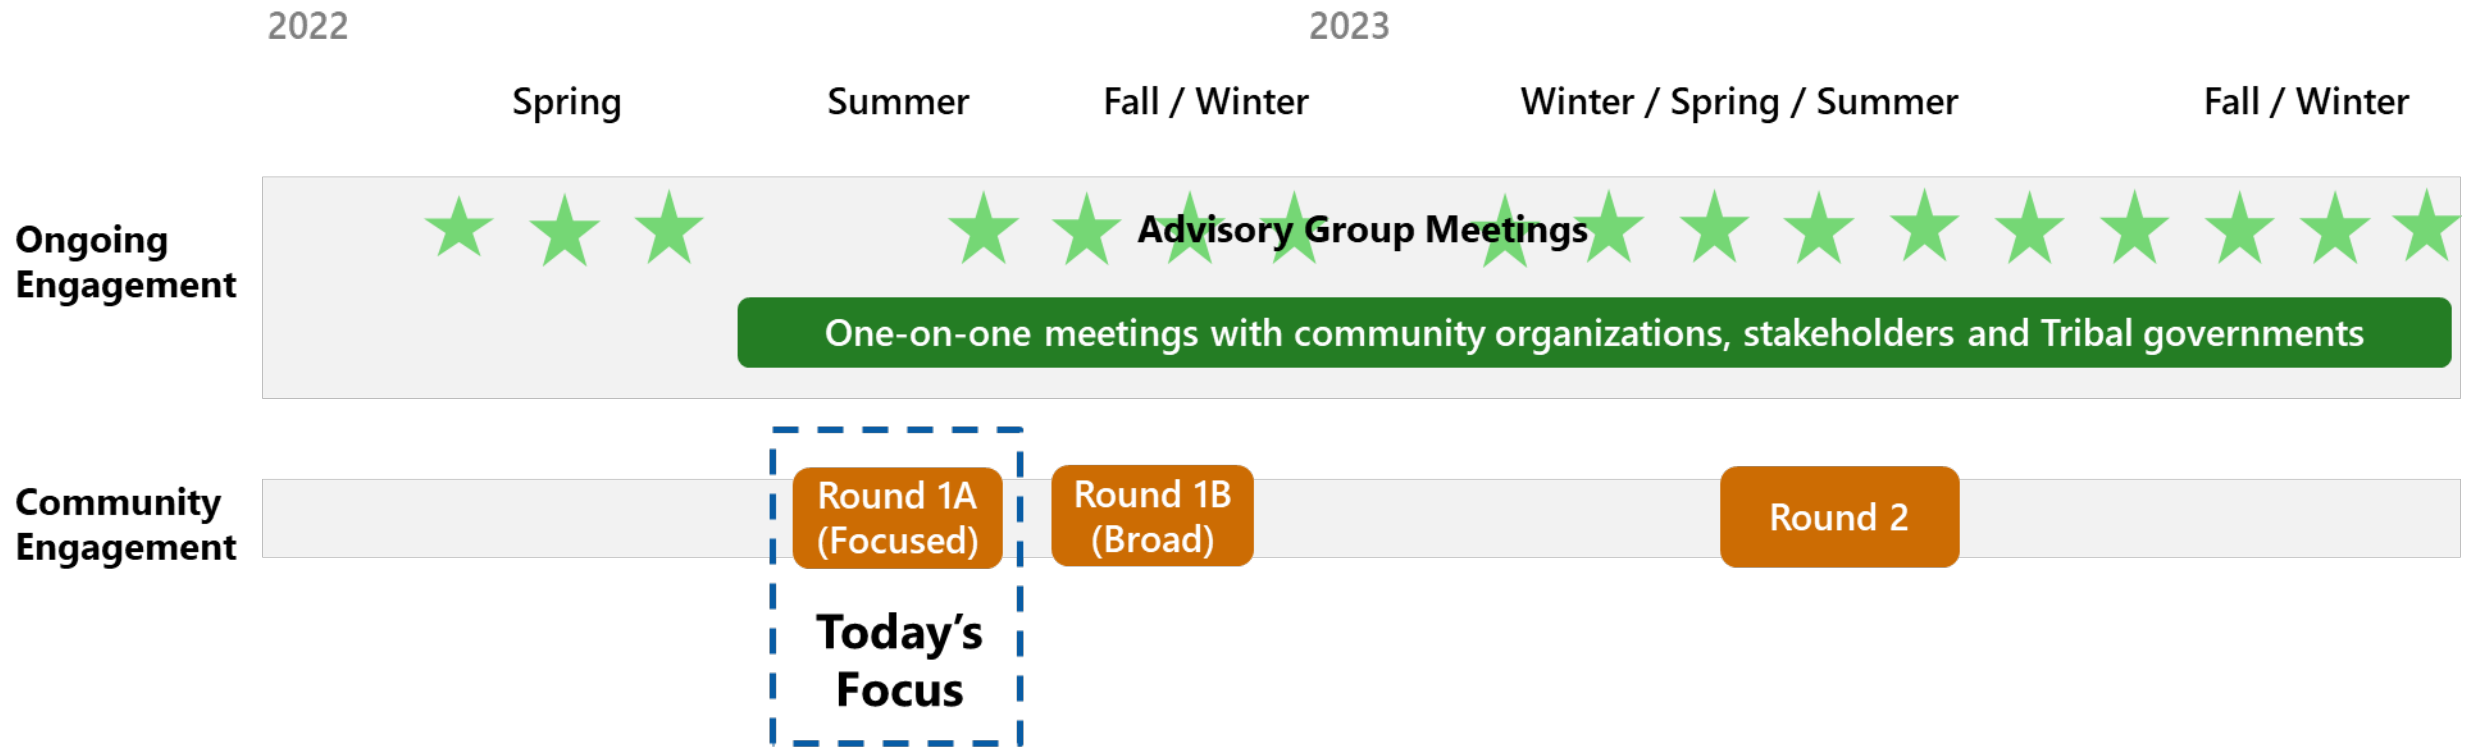 2022
2023
Spring
Summer
Fall / Winter
Winter / Spring / Summer
Fall / Winter
Ongoing
Engagement
Advisory Group Meetings
One-on-one meetings with community organizations, stakeholders and Tribal governments
Community
Engagement
Round 1A
(Focused)
Round 1B
(Broad)
Round 2
Today’s
Focus